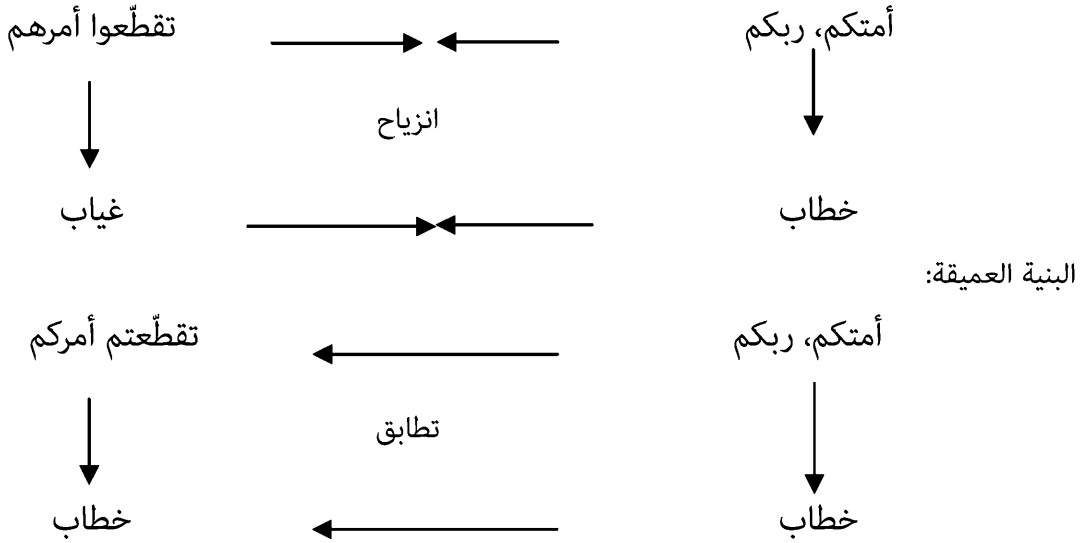 أمتكم، ربكم تقطّعوا أمرهم
انزياح
خطاب غياب
البنية العميقة:
أمتكم، ربكم تقطّعتم أمركم
تطابق
خطاب خطاب